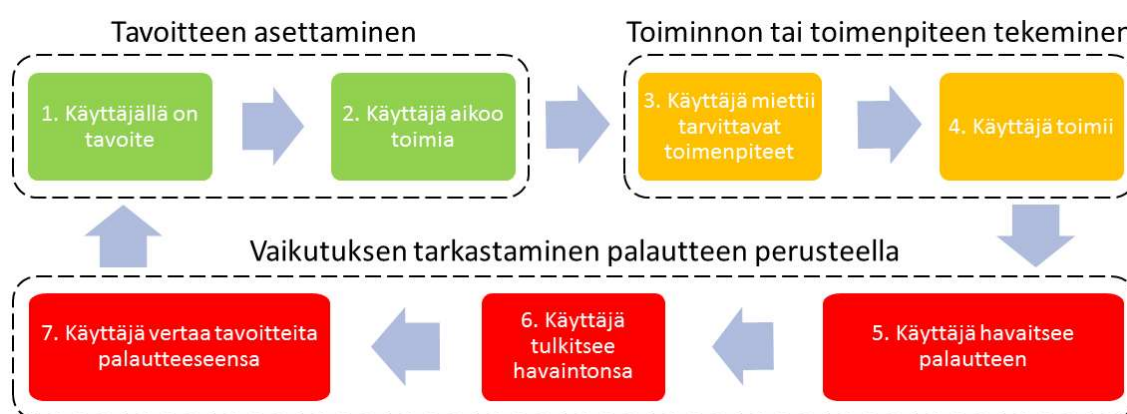 Tavoitteen asettaminen
1. Käyttäjällä on
tavoite
2. Käyttäjä aikoo
toimia
Toiminnon tai toimenpiteen tekeminen
3. Käyttäjä miettii
tarvittavat
toimenpiteet
4. Käyttäjä toimii
Vaikutuksen tarkastaminen palautteen perusteella
5. Käyttäjä havaitsee
palautteen
6. Käyttäjä
tulkitsee
havaintonsa
7. Käyttäjä vertaa tavoitteita
palautteeseensa